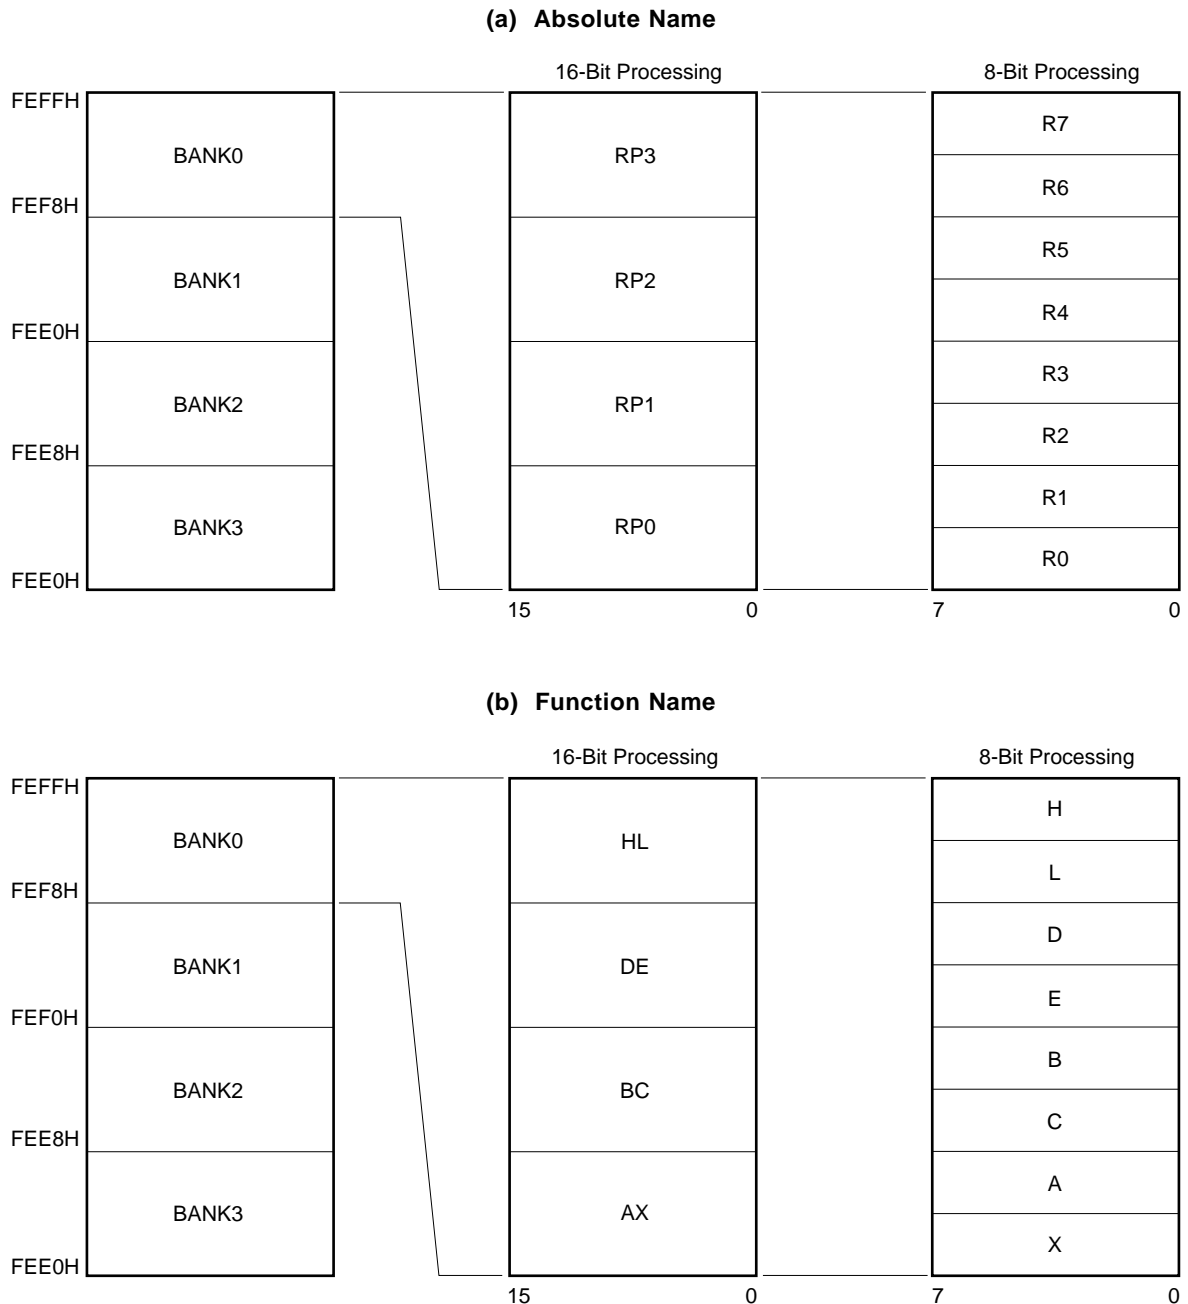 (a) Absolute Name
16-Bit Processing
8-Bit Processing
FEFFH
BANK0
RP3
R7
R6
FEF8H
BANK1
RP2
R5
R4
FEE0H
BANK2
RP1
R3
R2
FEE8H
BANK3
RP0
R1
R0
FEE0H
15 0
7 0
(b) Function Name
16-Bit Processing
8-Bit Processing
FEFFH
BANK0
HL
H
L
FEF8H
BANK1
DE
D
E
FEF0H
BANK2
BC
B
C
FEE8H
BANK3
AX
A
X
FEE0H
15 0
7 0